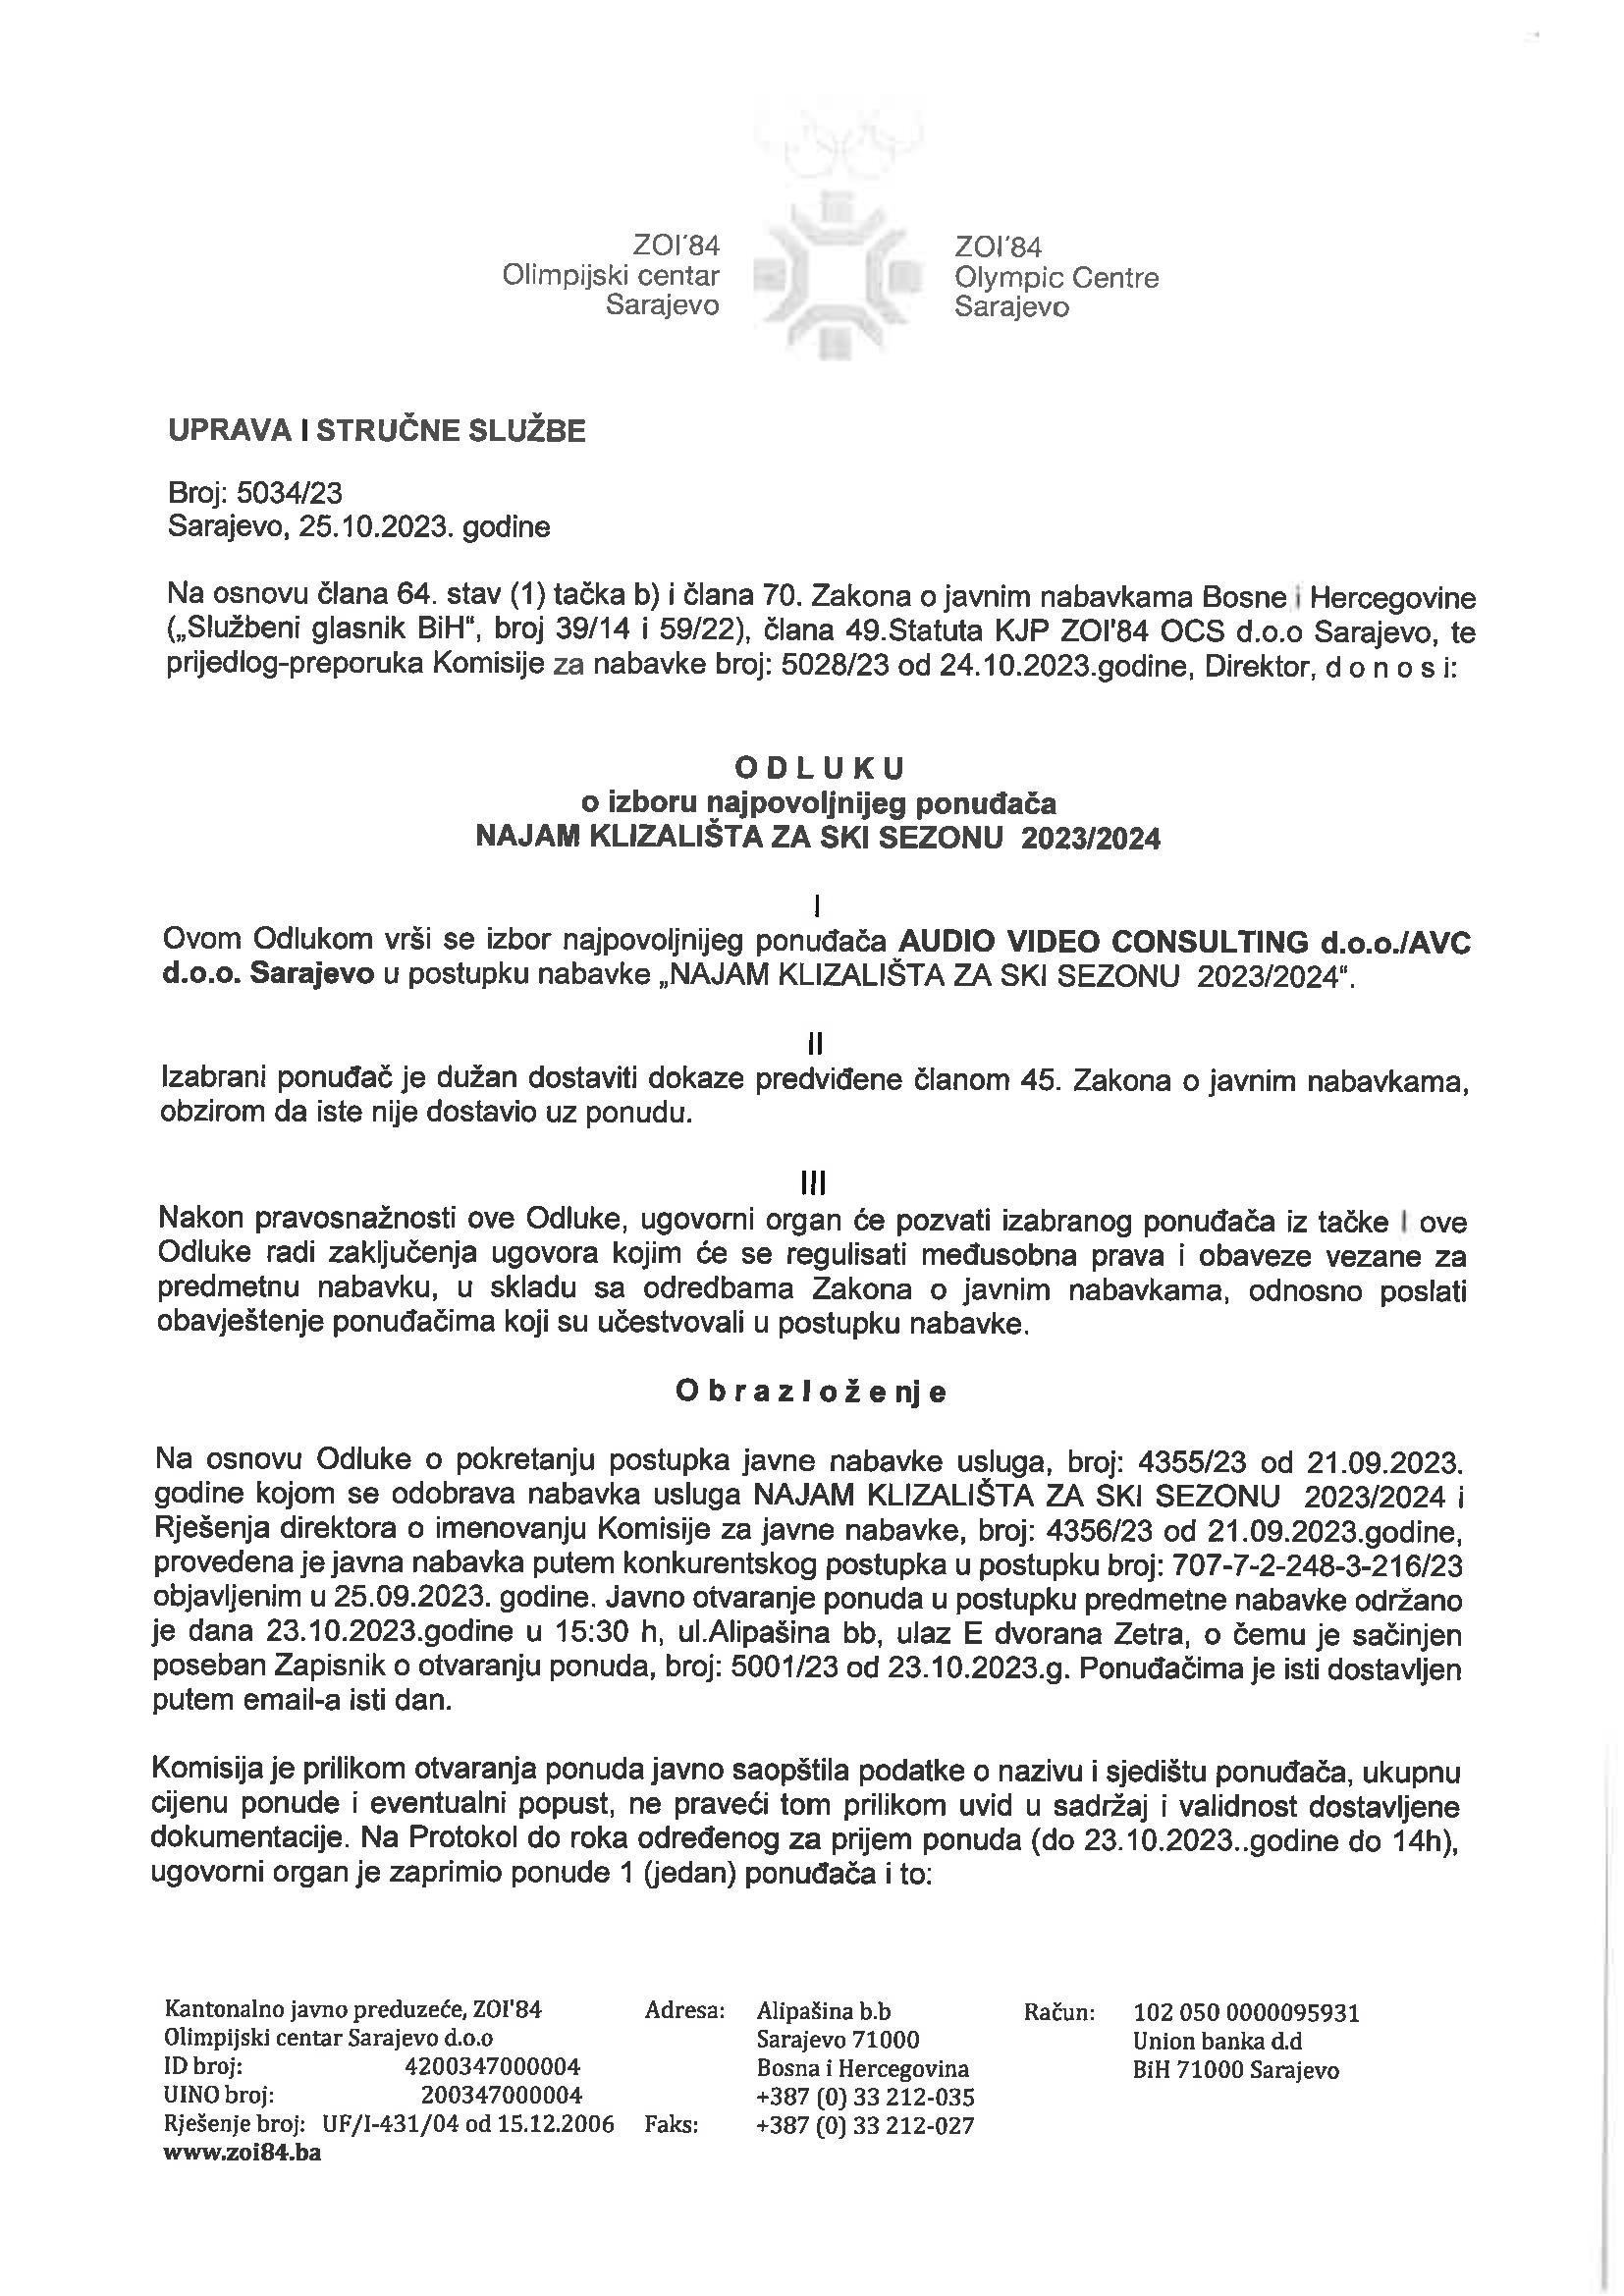 ZOI'84
Olimpijski centar
Sarajevo
ZOI'84
Olympic Centre
Sarajevo
UPRAVA I STRUČNE SLUŽBE
Broj: 5034/23
Sarajevo, 25.10.2023. godine
Na osnovu člana 64. stav (1) tačka b) i člana 70. Zakona o javnim nabavkama Bosne i Hercegovine
(„Službeni glasnik BiH“, broj 39/14 i 59/22), člana 49.Statuta KJP ZOI'84 OCS d.o.o Sarajevo, te
prijedlog-preporuka Komisije za nabavke broj: 5028/23 od 24.10.2023.godine, Direktor, d o n o s i:
O D L U K U
o izboru najpovoljnijeg ponuđača
NAJAM KLIZALIŠTA ZA SKI SEZONU 2023/2024
I
Ovom Odlukom vrši se izbor najpovoljnijeg ponuđača AUDIO VIDEO CONSULTING d.o.o./AVC
d.o.o. Sarajevo u postupku nabavke „NAJAM KLIZALIŠTA ZA SKI SEZONU 2023/2024“.
II
Izabrani ponuđač je dužan dostaviti dokaze predviđene članom 45. Zakona o javnim nabavkama,
obzirom da iste nije dostavio uz ponudu.
III
Nakon pravosnažnosti ove Odluke, ugovorni organ će pozvati izabranog ponuđača iz tačke I ove
Odluke radi zaključenja ugovora kojim će se regulisati međusobna prava i obaveze vezane za
predmetnu nabavku, u skladu sa odredbama Zakona o javnim nabavkama, odnosno poslati
obavještenje ponuđačima koji su učestvovali u postupku nabavke.
O b r a z l o ž e nj e
Na osnovu Odluke o pokretanju postupka javne nabavke usluga, broj: 4355/23 od 21.09.2023.
godine kojom se odobrava nabavka usluga NAJAM KLIZALIŠTA ZA SKI SEZONU 2023/2024 i
Rješenja direktora o imenovanju Komisije za javne nabavke, broj: 4356/23 od 21.09.2023.godine,
provedena je javna nabavka putem konkurentskog postupka u postupku broj: 707-7-2-248-3-216/23
objavljenim u 25.09.2023. godine. Javno otvaranje ponuda u postupku predmetne nabavke održano
je dana 23.10.2023.godine u 15:30 h, ul.Alipašina bb, ulaz E dvorana Zetra, o čemu je sačinjen
poseban Zapisnik o otvaranju ponuda, broj: 5001/23 od 23.10.2023.g. Ponuđačima je isti dostavljen
putem email-a isti dan.
Komisija je prilikom otvaranja ponuda javno saopštila podatke o nazivu i sjedištu ponuđača, ukupnu
cijenu ponude i eventualni popust, ne praveći tom prilikom uvid u sadržaj i validnost dostavljene
dokumentacije. Na Protokol do roka određenog za prijem ponuda (do 23.10.2023..godine do 14h),
ugovorni organ je zaprimio ponude 1 (jedan) ponuđača i to:
Kantonalno javno preduzeće, ZOI'84 Adresa: Alipašina b.b Račun: 102 050 0000095931
Olimpijski centar Sarajevo d.o.o Sarajevo 71000 Union banka d.d
ID broj: 4200347000004 Bosna i Hercegovina BiH 71000 Sarajevo
UINO broj: 200347000004 +387 (0) 33 212-035
Rješenje broj: UF/I-431/04 od 15.12.2006 Faks: +387 (0) 33 212-027
www.zoi84.ba